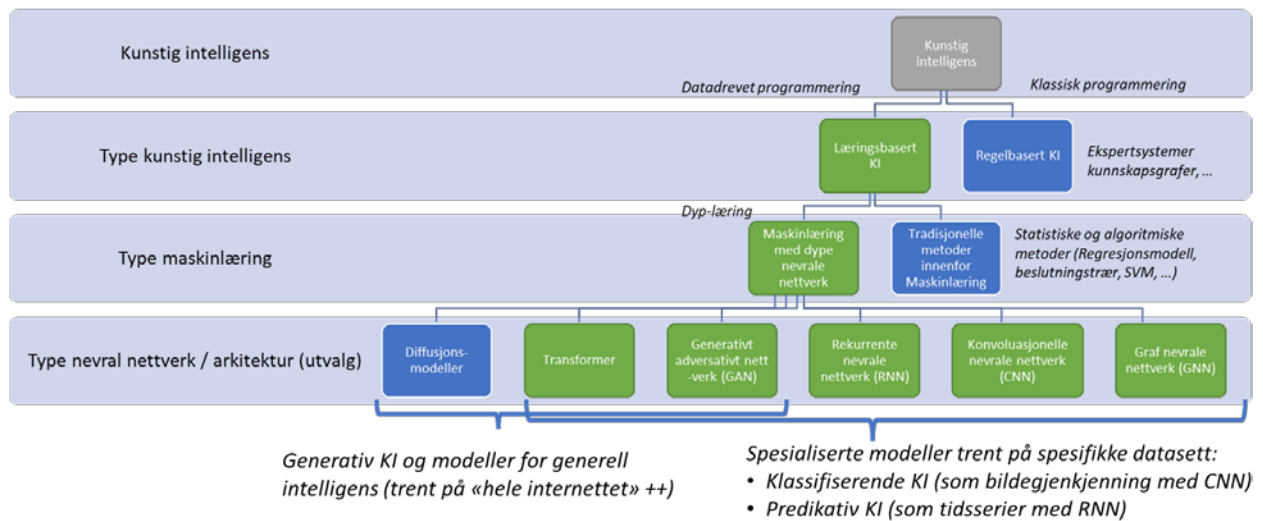 Kunstig intelligens
Kunstig
intelligens
Datadrevet programmering
Klassisk programmering
Type kunstig intelligens
Læringsbasert
KI
Regelbasert KI
Ekspertsystemer
kunnskapsgrafer, ...
Dyp-læring
Type maskinlæring
Maskinlæring
med dype
nevrale
nettverk
Tradisjonelle
metoder
innenfor
Maskinlæring
Statistiske og algoritmiske
metoder (Regresjonsmodell,
beslutningstrær, SVM, ...)
Type nevral nettverk / arkitektur (utvalg)
Diffusjons-
modeller
Transformer
Generativt
adversativt nett
-verk (GAN)
Rekurrente
nevrale
nettverk (RNN)
Konvoluasjonelle
nevrale nettverk
(CNN)
Graf nevrale
nettverk (GNN)
Generativ KI og modeller for generell
intelligens (trent på «hele internettet» ++)
Spesialiserte modeller trent på spesifikke datasett:
• Klassifiserende KI (som bildegjenkjenning med CNN)
• Predikativ KI (som tidsserier med RNN)